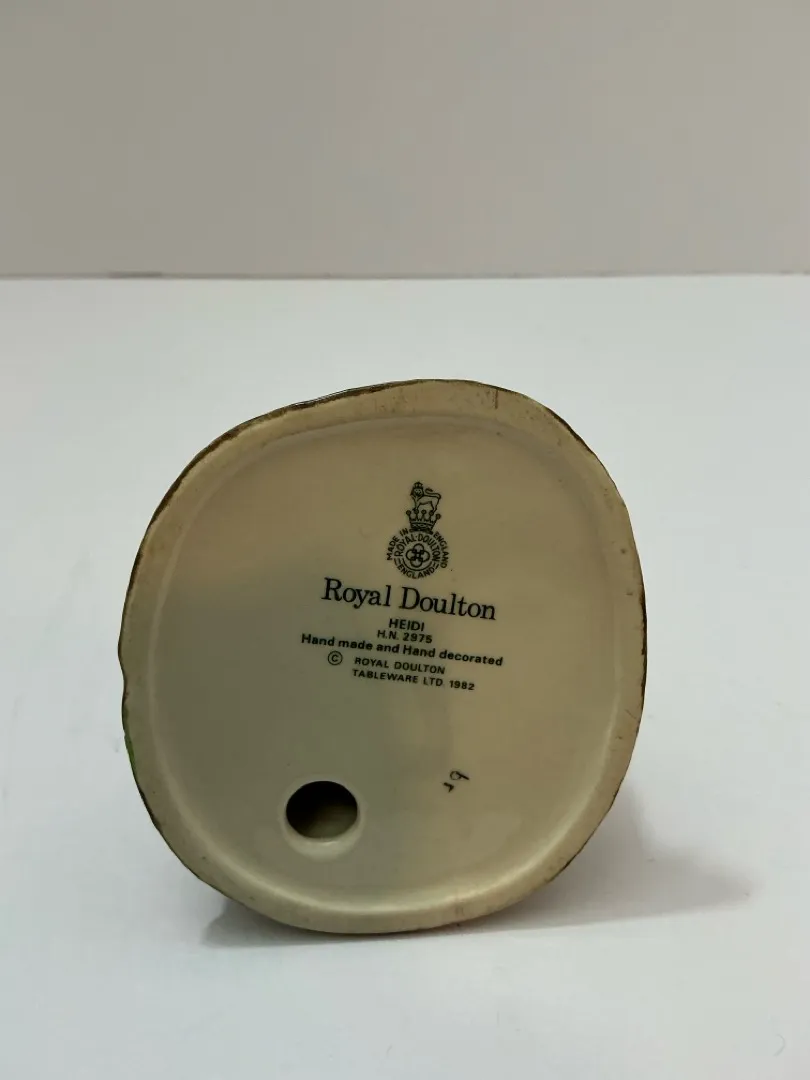 MADE IN ENGLAND
ROYAL·DOULTON
ENGLAND
Royal Doulton
HEIDI
H.N. 2975
Hand made and Hand decorated
© ROYAL DOULTON
TABLEWARE LTD. 1982